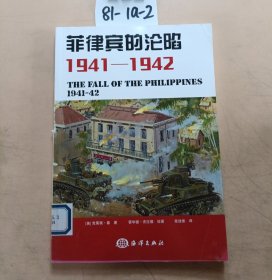 81-1a-2
菲律宾的沦陷
1941—1942
THE FALL OF THE PHILIPPINES
1941-42
海洋出版社